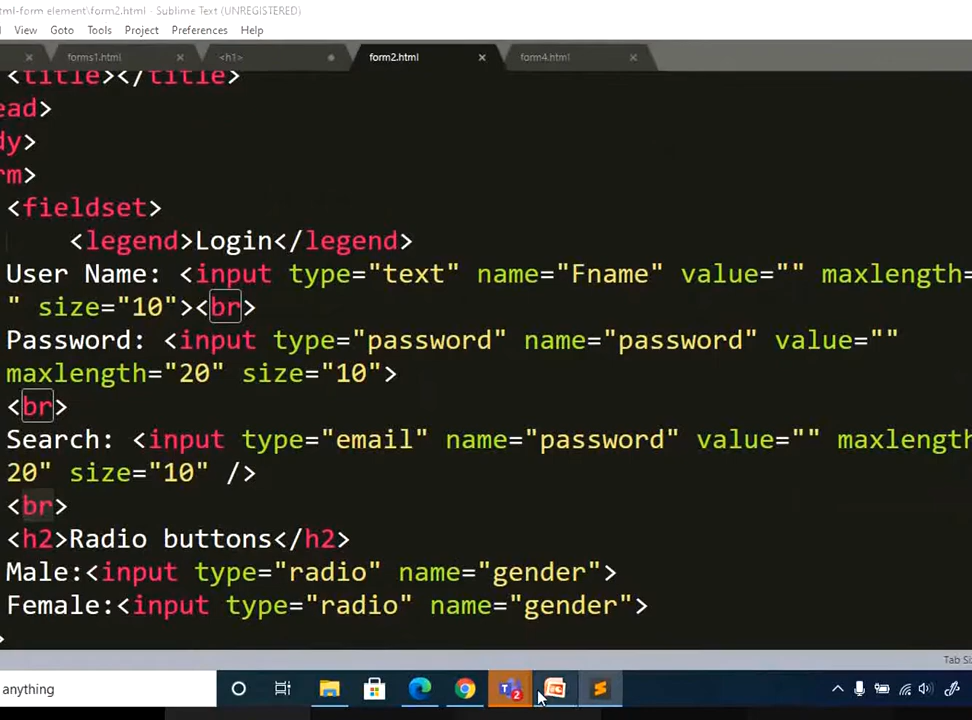 tml-form element\form2.html - Sublime Text (UNREGISTERED)
View Goto Tools Project Preferences Help
forms1.html <h1> form2.html form4.html
<title></title>
ead>
dy>
rm>
<fieldset>
<legend>Login</legend>
User Name: <input type="text" name="Fname" value="" maxlength=
" size="10"><br>
Password: <input type="password" name="password" value=""
maxlength="20" size="10">
<br>
Search: <input type="email" name="password" value="" maxlength
20" size="10" />
<br>
<h2>Radio buttons</h2>
Male:<input type="radio" name="gender">
Female:<input type="radio" name="gender">
>
Tab Si
anything
2